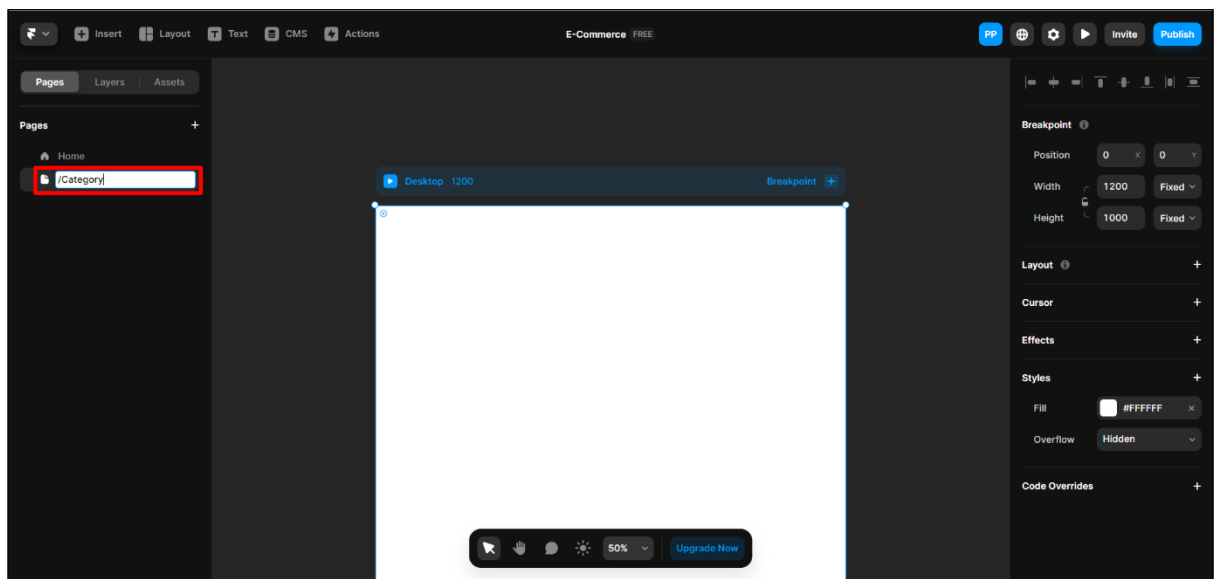 Insert Layout Text CMS Actions E-Commerce FREE PP Invite Publish
Pages Layers Assets
Pages +
Home
/Category
Desktop 1200 Breakpoint +
Breakpoint
Position 0 X 0 Y
Width 1200 Fixed
Height 1000 Fixed
Layout +
Cursor +
Effects +
Styles +
Fill #FFFFFF ×
Overflow Hidden
Code Overrides +
50% Upgrade Now